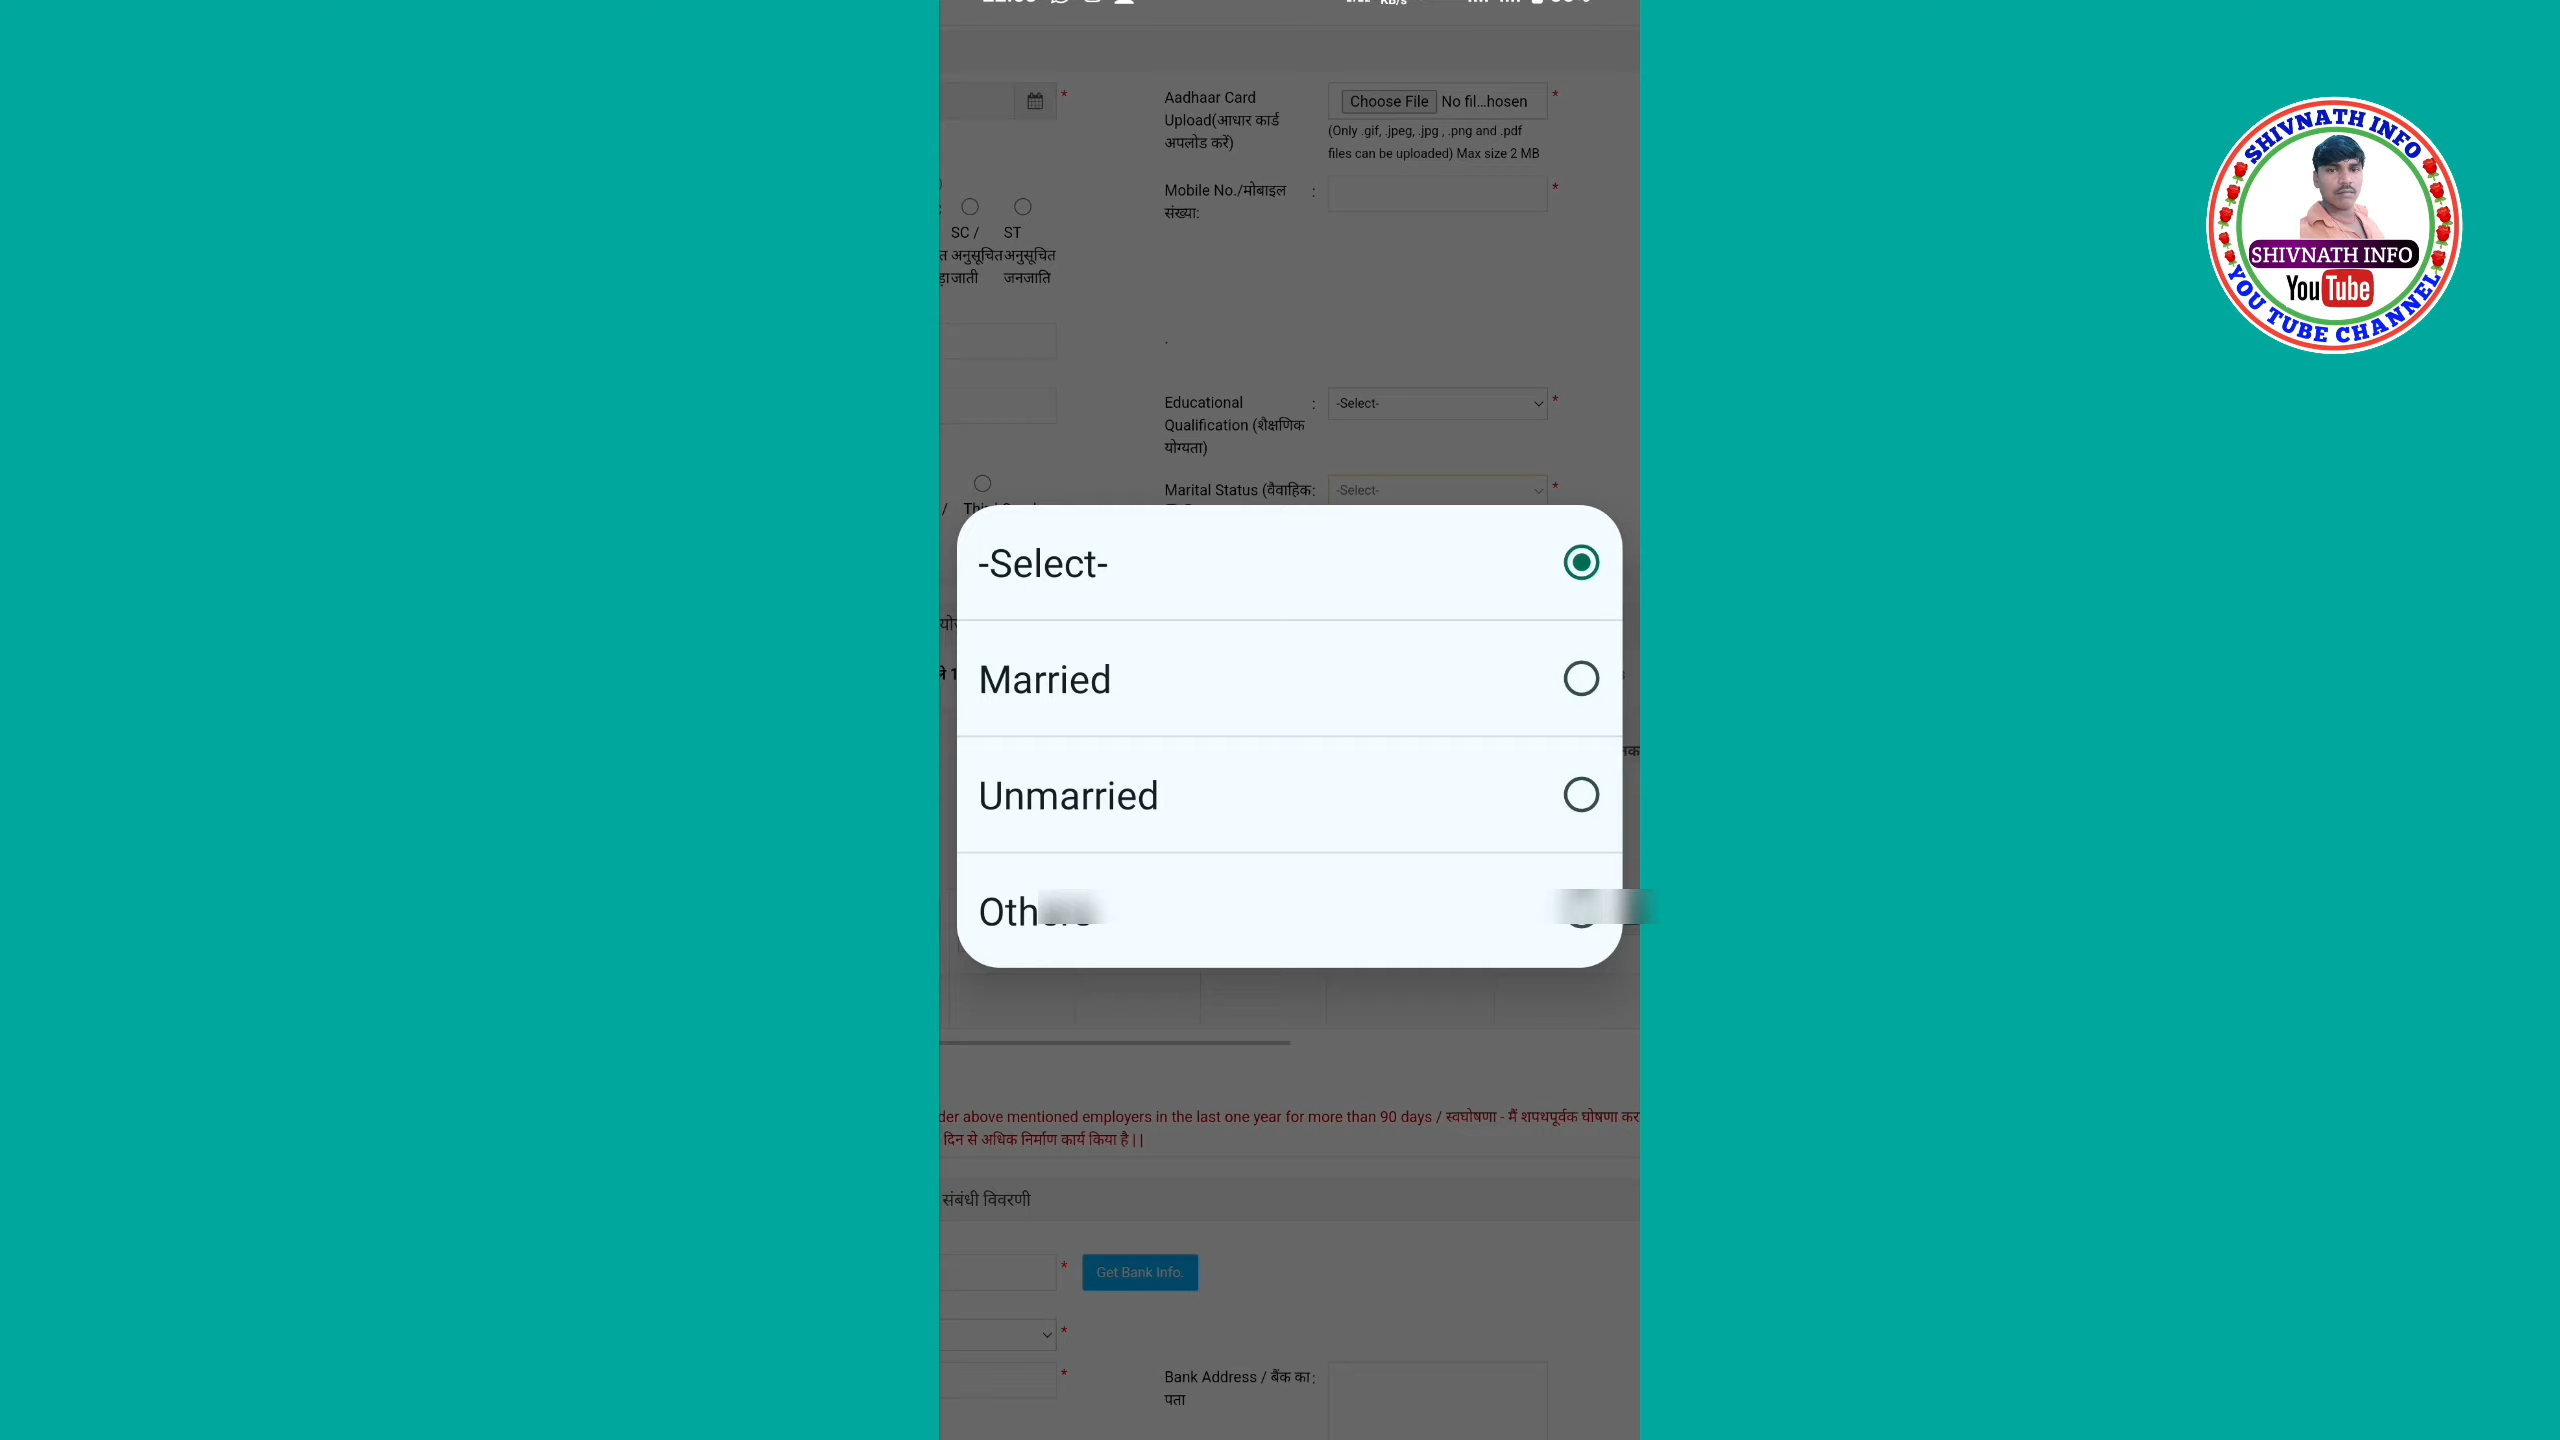 Aadhaar Card
Upload(आधार कार्ड
अपलोड करें)
Choose File No fil...hosen
*
*
(Only .gif, .jpeg, .jpg , .png and .pdf
files can be uploaded) Max size 2 MB
Mobile No./मोबाइल :
संख्या:
*
SC / ST
त अनुसूचित अनुसूचित
ड़ा जाती जनजाति
.
Educational :
Qualification (शैक्षणिक
योग्यता)
-Select-
*
Marital Status (वैवाहिक:
-Select-
*
/
-Select-
Married
Unmarried
Others
der above mentioned employers in the last one year for more than 90 days / स्वघोषणा - मैं शपथपूर्वक घोषणा कर
दिन से अधिक निर्माण कार्य किया है | |
संबंधी विवरणी
*
Get Bank Info.
*
*
Bank Address / बैंक का :
पता
SHIVNATH INFO
SHIVNATH INFO
YouTube
YOU TUBE CHANNEL